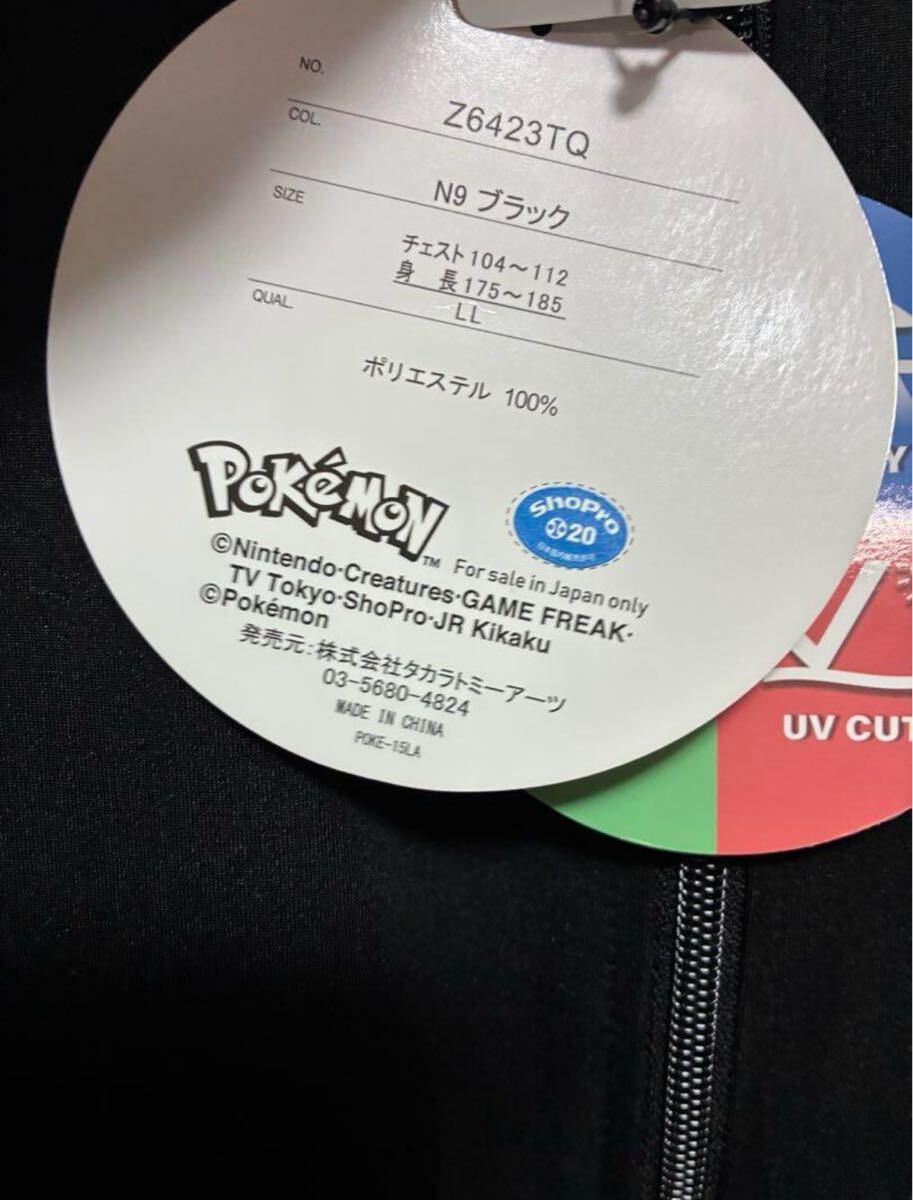 NO.
Z6423TQ
COL.
N9 ブラック
SIZE
チェスト104～112
身　長175～185
LL
QUAL.
ポリエステル 100%
POKéMON™
For sale in Japan only
ShoPro
20
©Nintendo・Creatures・GAME FREAK・
TV Tokyo・ShoPro・JR Kikaku
©Pokémon
発売元：株式会社タカラトミーアーツ
03-5680-4824
MADE IN CHINA
POKE-15LA
Y
UV CUT